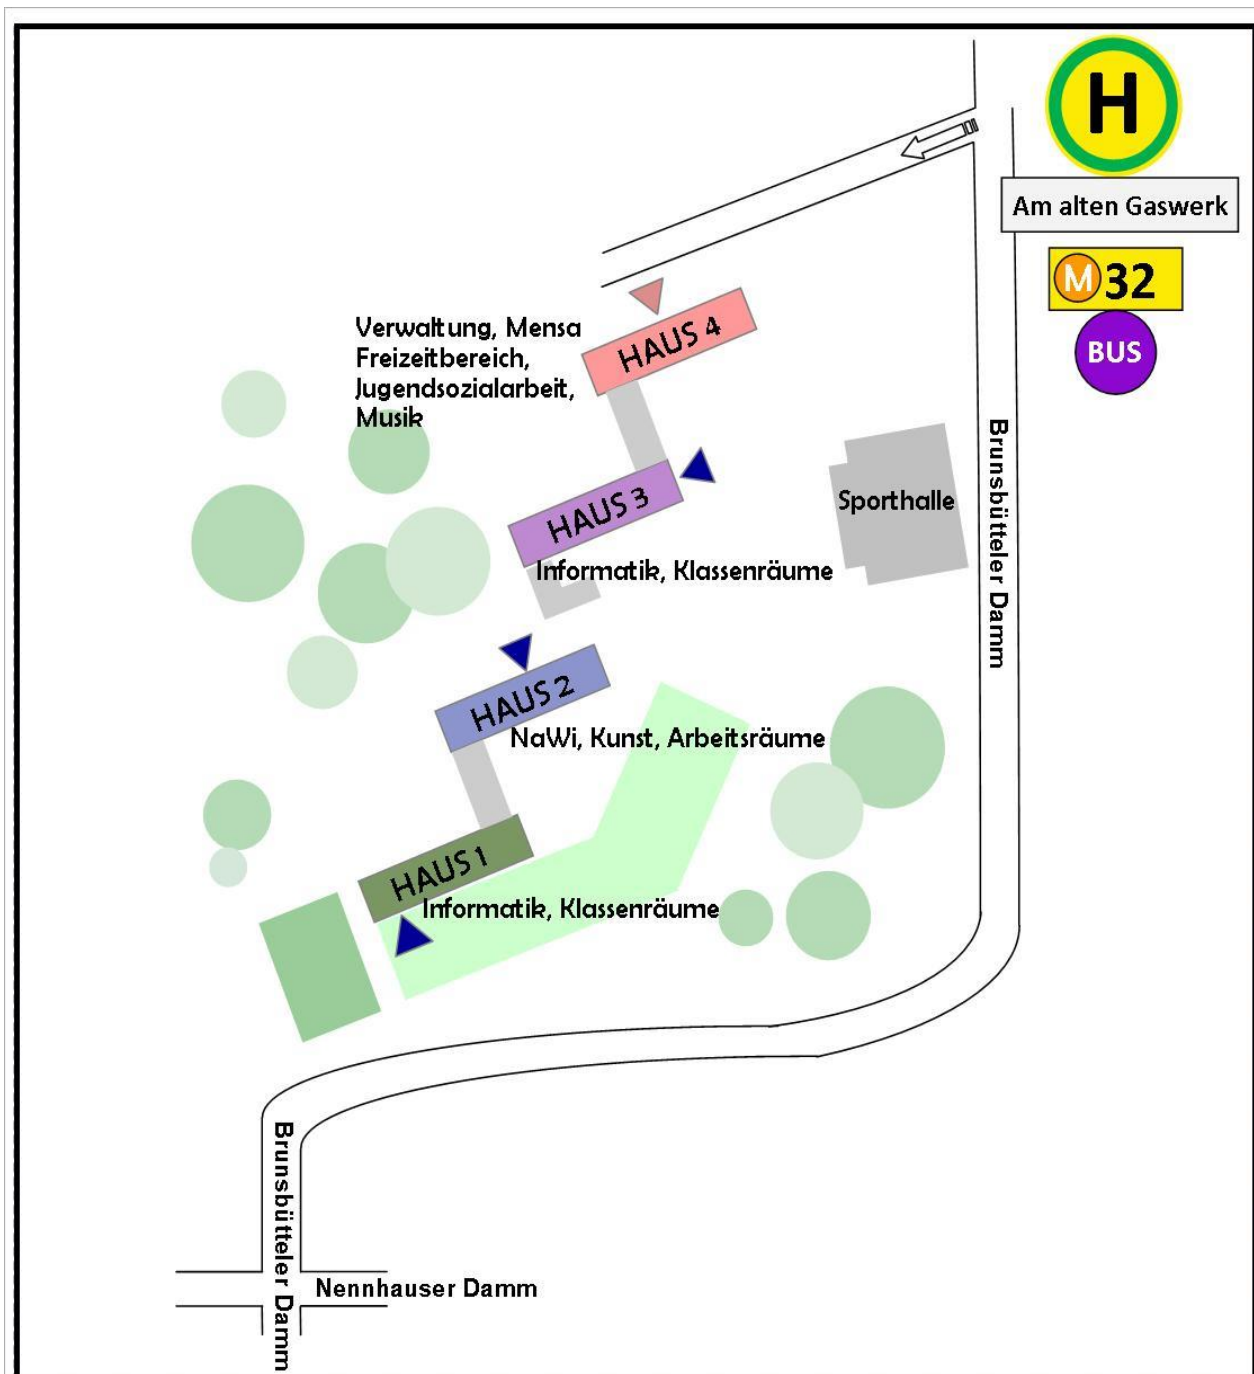 H
Am alten Gaswerk
M 32
BUS
HAUS 4
Verwaltung, Mensa
Freizeitbereich,
Jugendsozialarbeit,
Musik
HAUS 3
Informatik, Klassenräume
Sporthalle
Brunsbütteler Damm
HAUS 2
NaWi, Kunst, Arbeitsräume
HAUS 1
Informatik, Klassenräume
Brunsbütteler Damm
Nennhauser Damm